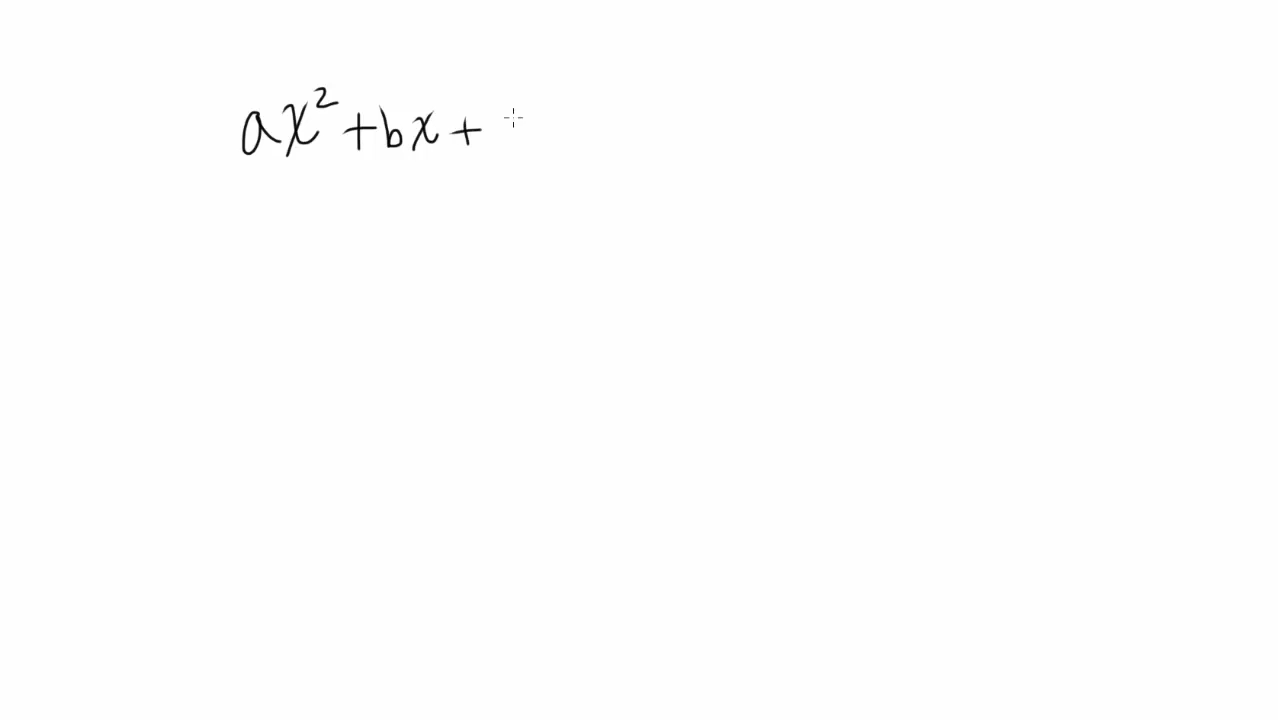 ax² + bx +